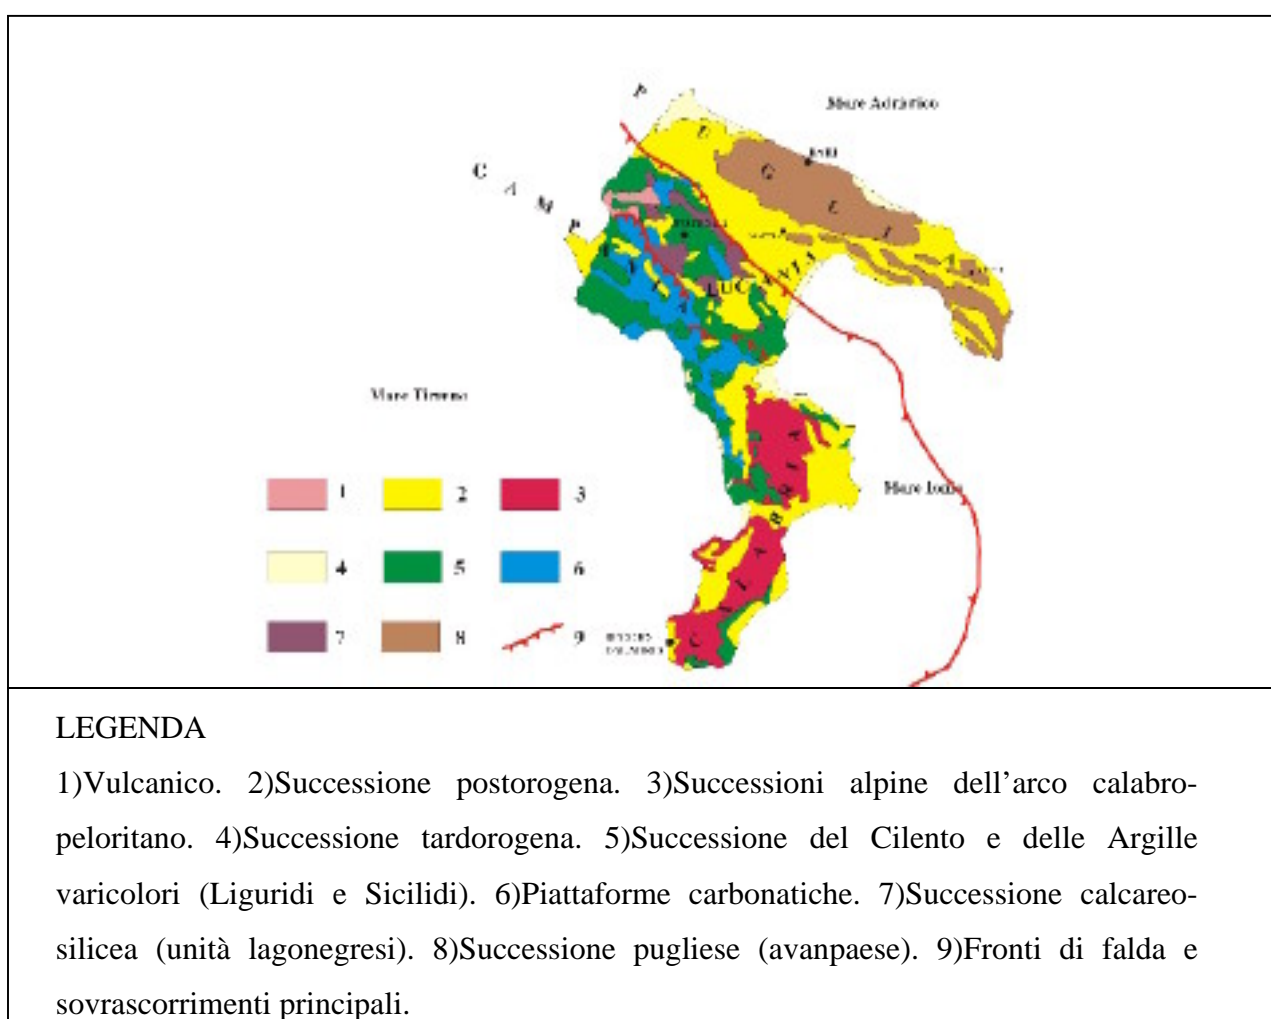 P
Mare Adriatico
U
BARI
G
C A M P A N I A
L
I
A
LUCANIA
Mare Tirreno
Mare Ionio
C A L A B R I A
1 2 3
4 5 6
7 8 9
REGGIO
CALABRIA
LEGENDA
1)Vulcanico. 2)Successione postorogena. 3)Successioni alpine dell’arco calabro-
peloritano. 4)Successione tardorogena. 5)Successione del Cilento e delle Argille
varicolori (Liguridi e Sicilidi). 6)Piattaforme carbonatiche. 7)Successione calcareo-
silicea (unità lagonegresi). 8)Successione pugliese (avanpaese). 9)Fronti di falda e
sovrascorrimenti principali.